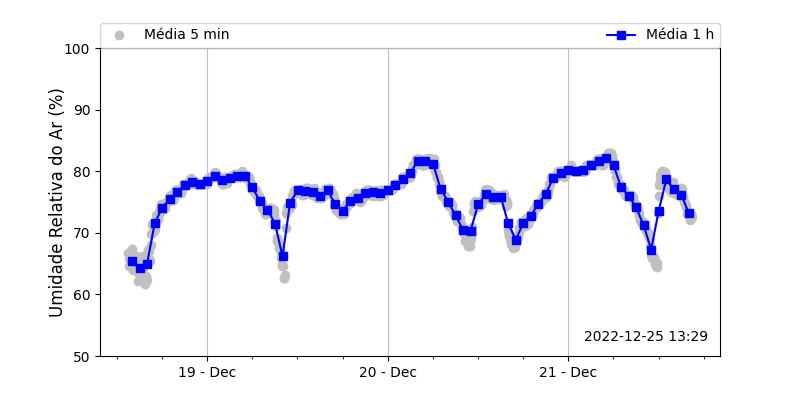 Média 5 min
Média 1 h
Umidade Relativa do Ar (%)
100
90
80
70
60
50
2022-12-25 13:29
19 - Dec
20 - Dec
21 - Dec